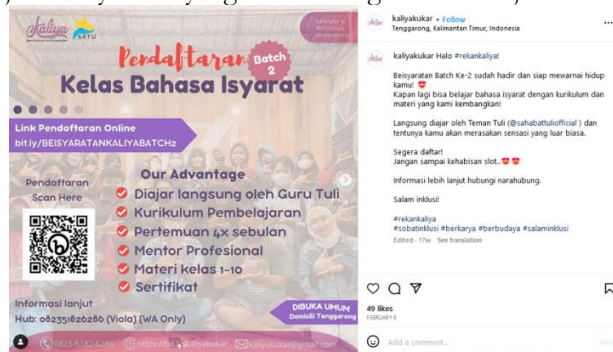 Kaliya
SATU
Pendaftaran Batch 2
Kelas Bahasa Isyarat
Link Pendaftaran Online
bit.ly/BEISYARATANKALIYABATCH2
Pendaftaran
Scan Here
Our Advantage
Diajar langsung oleh Guru Tuli
Kurikulum Pembelajaran
Pertemuan 4x sebulan
Mentor Profesional
Materi kelas 1-10
Sertifikat
Informasi lanjut
Hub: 082351826286 (Viola) (WA Only)
DIBUKA UMUM
Domisili Tenggarong
0823-5182-6286
kaliyakukar@gmail.com
kaliyakukar • Follow
Tenggarong, Kalimantan Timur, Indonesia
kaliyakukar Halo #rekankaliya!
Beisyaratan Batch Ke-2 sudah hadir dan siap mewarnai hidup
kamu!
Kapan lagi bisa belajar bahasa isyarat dengan kurikulum dan
materi yang kami kembangkan!
Langsung diajar oleh Teman Tuli (@sahabattuliofficial ) dan
tentunya kamu akan merasakan sensasi yang luar biasa.
Segera daftar!
Jangan sampai kehabisan slot..
Informasi lebih lanjut hubungi narahubung.
Salam inklusi!
#rekankaliya
#sobatinklusi #berkarya #berbudaya #salaminklusi
Edited · 17w See translation
49 likes
FEBRUARY 8
Add a comment...